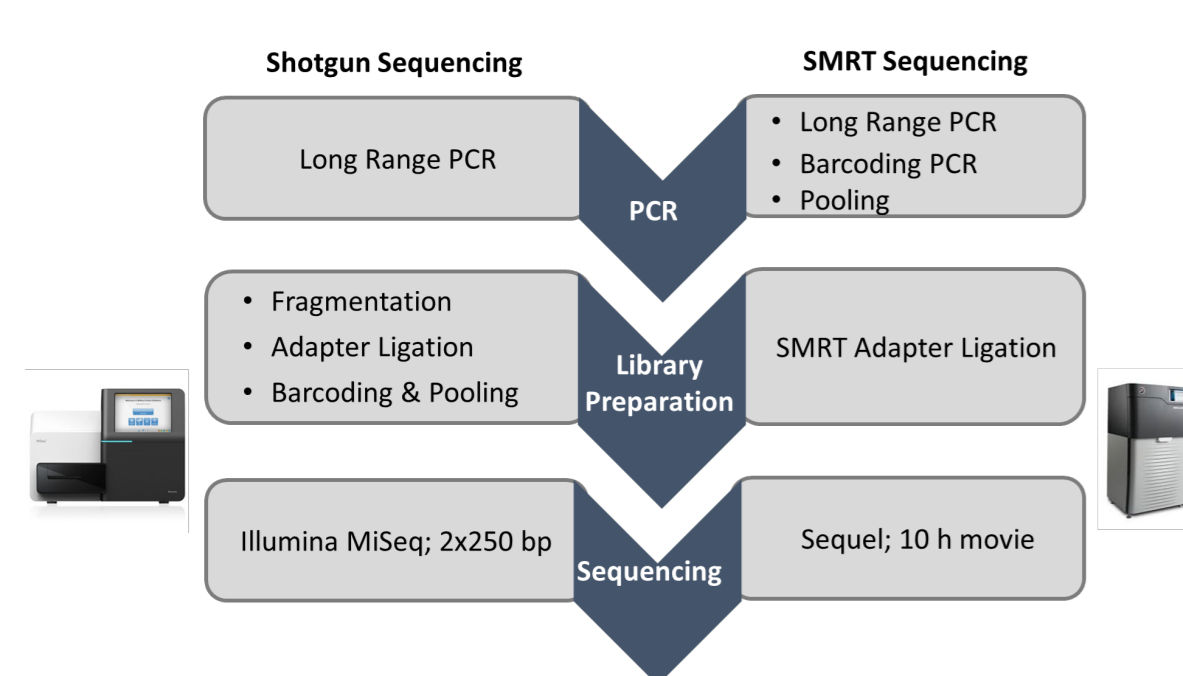 Shotgun Sequencing
SMRT Sequencing
Long Range PCR
PCR
• Long Range PCR
• Barcoding PCR
• Pooling
• Fragmentation
• Adapter Ligation
• Barcoding & Pooling
Library
Preparation
SMRT Adapter Ligation
Illumina MiSeq; 2x250 bp
Sequencing
Sequel; 10 h movie